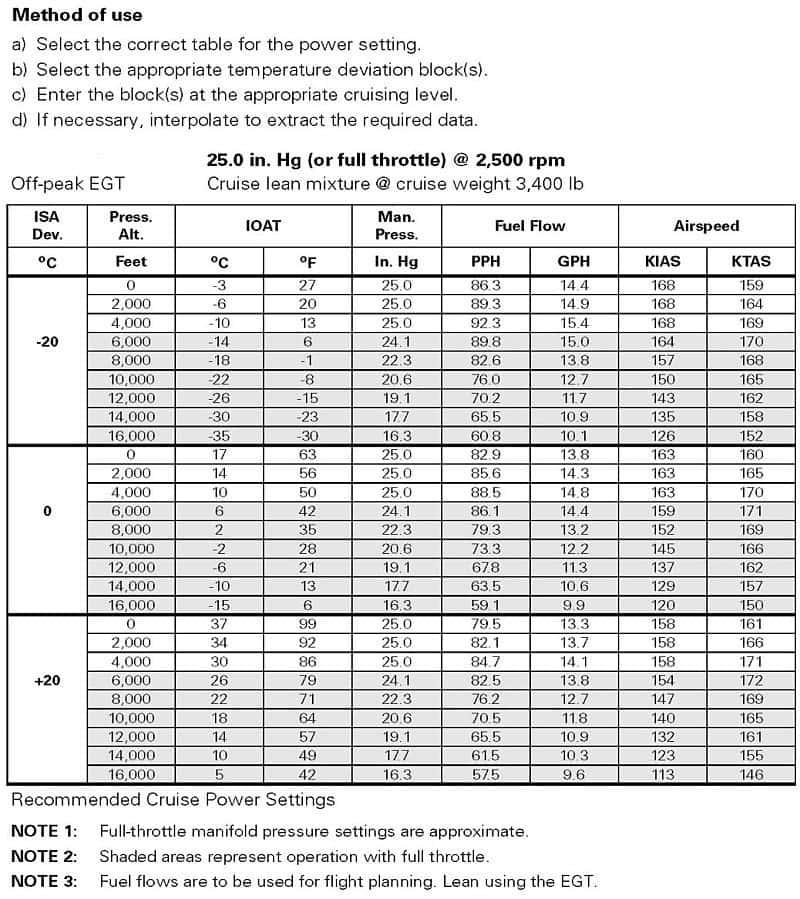 Method of use
a) Select the correct table for the power setting.
b) Select the appropriate temperature deviation block(s).
c) Enter the block(s) at the appropriate cruising level.
d) If necessary, interpolate to extract the required data.
25.0 in. Hg (or full throttle) @ 2,500 rpm
Off-peak EGT Cruise lean mixture @ cruise weight 3,400 lb
ISA Dev. Press. Alt. IOAT Man. Press. Fuel Flow Airspeed
ºC Feet ºC ºF In. Hg PPH GPH KIAS KTAS
0 -3 27 25.0 86.3 14.4 168 159
2,000 -6 20 25.0 89.3 14.9 168 164
4,000 -10 13 25.0 92.3 15.4 168 169
-20 6,000 -14 6 24.1 89.8 15.0 164 170
8,000 -18 -1 22.3 82.6 13.8 157 168
10,000 -22 -8 20.6 76.0 12.7 150 165
12,000 -26 -15 19.1 70.2 11.7 143 162
14,000 -30 -23 17.7 65.5 10.9 135 158
16,000 -35 -30 16.3 60.8 10.1 126 152
0 17 63 25.0 82.9 13.8 163 160
2,000 14 56 25.0 85.6 14.3 163 165
4,000 10 50 25.0 88.5 14.8 163 170
0 6,000 6 42 24.1 86.1 14.4 159 171
8,000 2 35 22.3 79.3 13.2 152 169
10,000 -2 28 20.6 73.3 12.2 145 166
12,000 -6 21 19.1 67.8 11.3 137 162
14,000 -10 13 17.7 63.5 10.6 129 157
16,000 -15 6 16.3 59.1 9.9 120 150
0 37 99 25.0 79.5 13.3 158 161
2,000 34 92 25.0 82.1 13.7 158 166
4,000 30 86 25.0 84.7 14.1 158 171
+20 6,000 26 79 24.1 82.5 13.8 154 172
8,000 22 71 22.3 76.2 12.7 147 169
10,000 18 64 20.6 70.5 11.8 140 165
12,000 14 57 19.1 65.5 10.9 132 161
14,000 10 49 17.7 61.5 10.3 123 155
16,000 5 42 16.3 57.5 9.6 113 146
Recommended Cruise Power Settings
NOTE 1: Full-throttle manifold pressure settings are approximate.
NOTE 2: Shaded areas represent operation with full throttle.
NOTE 3: Fuel flows are to be used for flight planning. Lean using the EGT.